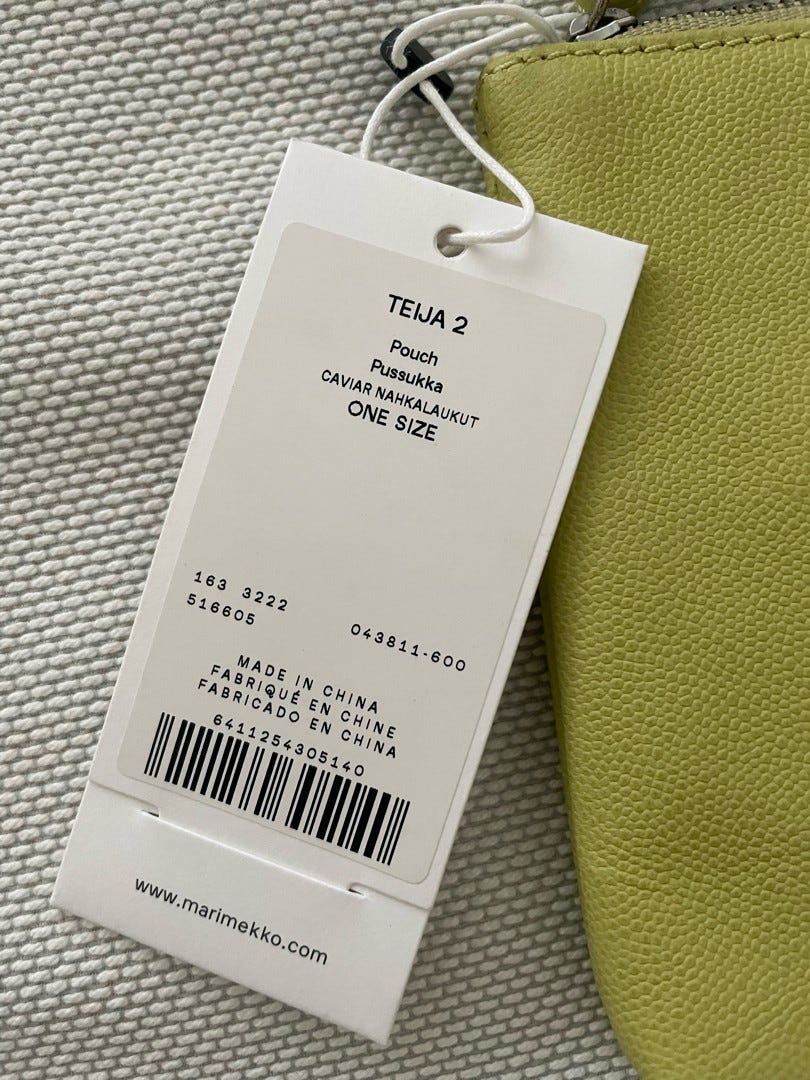 TEIJA 2
Pouch
Pussukka
CAVIAR NAHKALAUKUT
ONE SIZE
163 3222
516605
043811-600
MADE IN CHINA
FABRIQUÉ EN CHINE
FABRICADO EN CHINA
6411254305140
www.marimekko.com